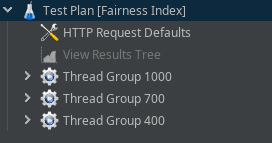 Test Plan [Fairness Index]
HTTP Request Defaults
View Results Tree
Thread Group 1000
Thread Group 700
Thread Group 400